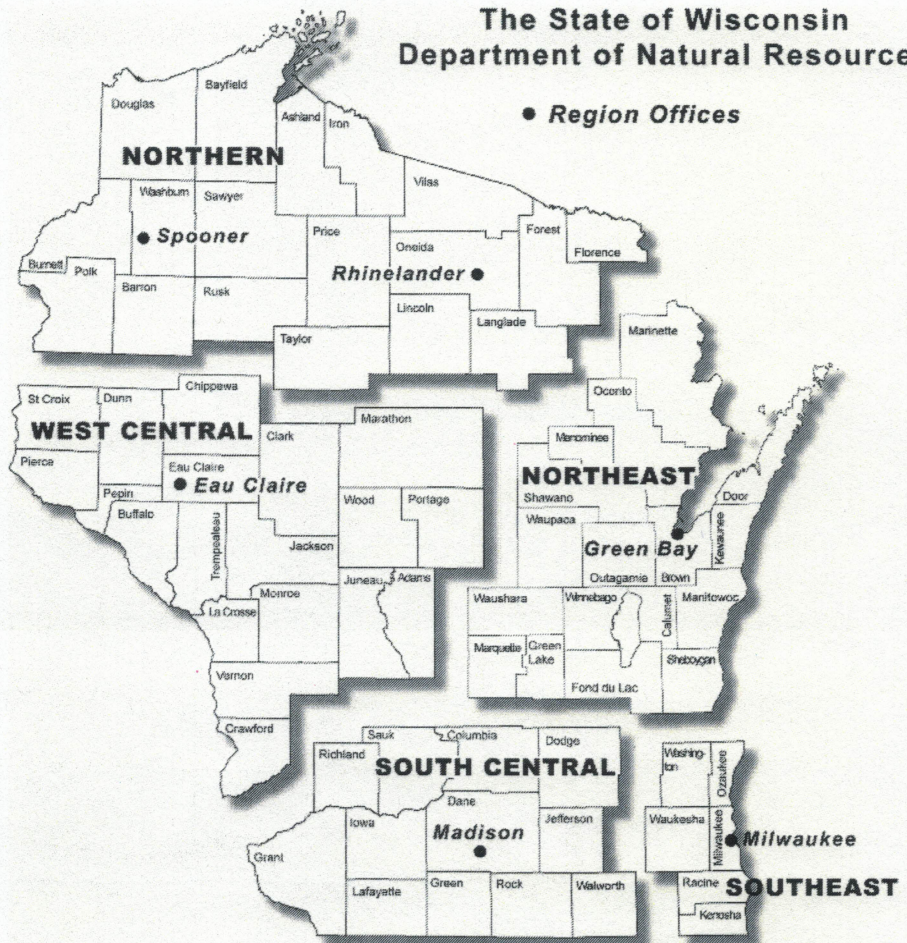 The State of Wisconsin
Department of Natural Resource
Region Offices
Douglas
Bayfield
Ashland
Iron
NORTHERN
Vilas
Washburn
Sawyer
Price
Oneida
Forest
Florence
Spooner
Rhinelander
Burnett
Polk
Barron
Rusk
Lincoln
Langlade
Taylor
Marinette
Oconto
Menominee
NORTHEAST
Shawano
Door
Waupaca
Green Bay
Kewaunee
Outagamie
Brown
Waushara
Winnebago
Calumet
Manitowoc
Marquette
Green
Lake
Sheboygan
Fond du Lac
St Croix
Dunn
Chippewa
WEST CENTRAL
Clark
Marathon
Pierce
Eau Claire
Eau Claire
Pepin
Buffalo
Wood
Portage
Trempealeau
Jackson
Juneau
Adams
Monroe
La Crosse
Vernon
Crawford
Sauk
Columbia
Dodge
Richland
SOUTH CENTRAL
Dane
Iowa
Madison
Jefferson
Grant
Lafayette
Green
Rock
Walworth
Washing-
ton
Ozaukee
Waukesha
Milwaukee
Milwaukee
Racine
SOUTHEAST
Kenosha